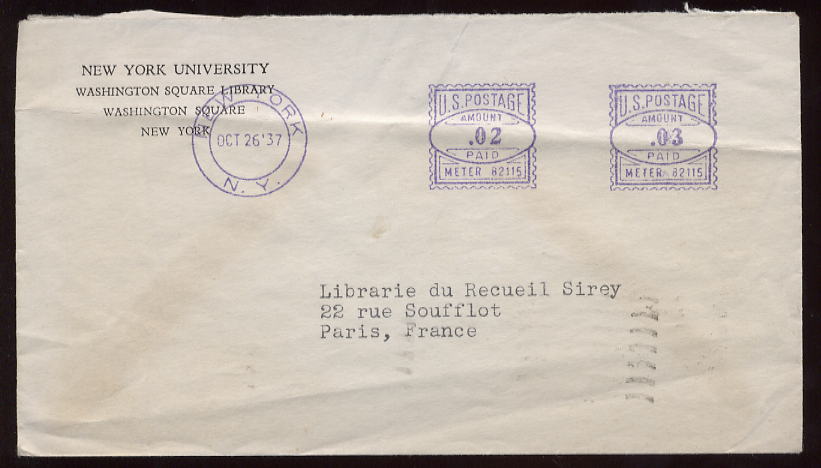 NEW YORK UNIVERSITY
WASHINGTON SQUARE LIBRARY
WASHINGTON SQUARE
NEW YORK
NEW YORK
OCT 26 '37
N. Y.
U.S. POSTAGE
AMOUNT
.02
PAID
METER 82115
U.S. POSTAGE
AMOUNT
.03
PAID
METER 82115
Librarie du Recueil Sirey
22 rue Soufflot
Paris, France